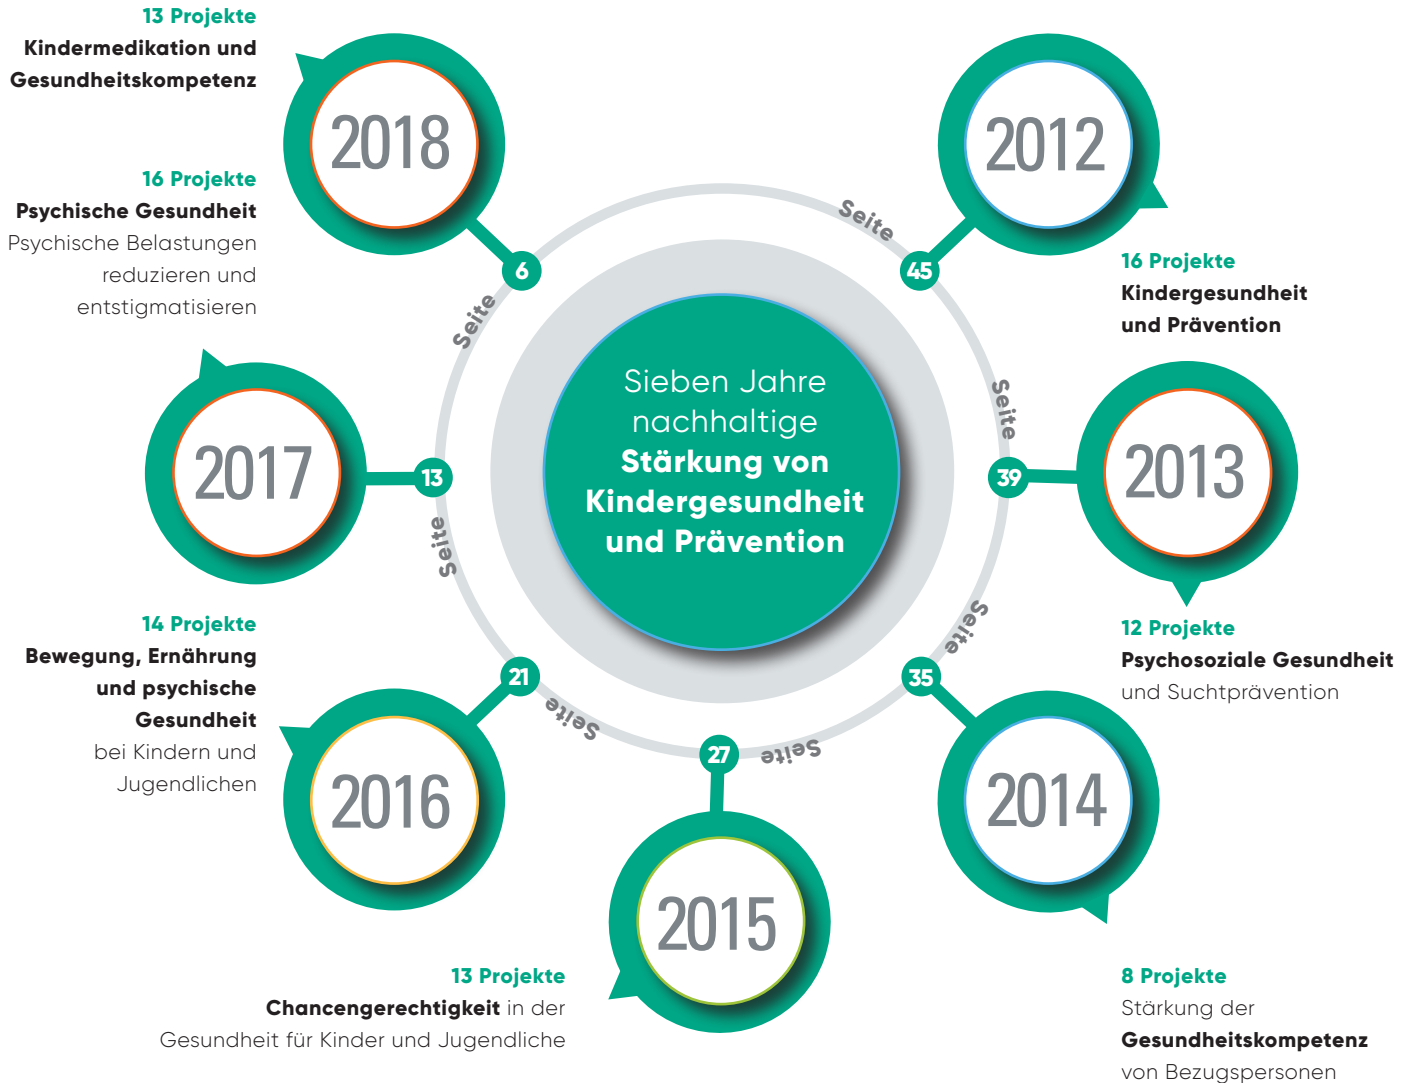 13 Projekte
Kindermedikation und
Gesundheitskompetenz
2018
6
Seite
16 Projekte
Psychische Gesundheit
Psychische Belastungen
reduzieren und
entstigmatisieren
2017
13
Seite
14 Projekte
Bewegung, Ernährung
und psychische
Gesundheit
bei Kindern und
Jugendlichen
2016
21
Seite
13 Projekte
Chancengerechtigkeit in der
Gesundheit für Kinder und Jugendliche
2015
27
Seite
8 Projekte
Stärkung der
Gesundheitskompetenz
von Bezugspersonen
2014
35
Seite
12 Projekte
Psychosoziale Gesundheit
und Suchtprävention
2013
39
Seite
16 Projekte
Kindergesundheit
und Prävention
2012
45
Seite
Sieben Jahre
nachhaltige
Stärkung von
Kindergesundheit
und Prävention